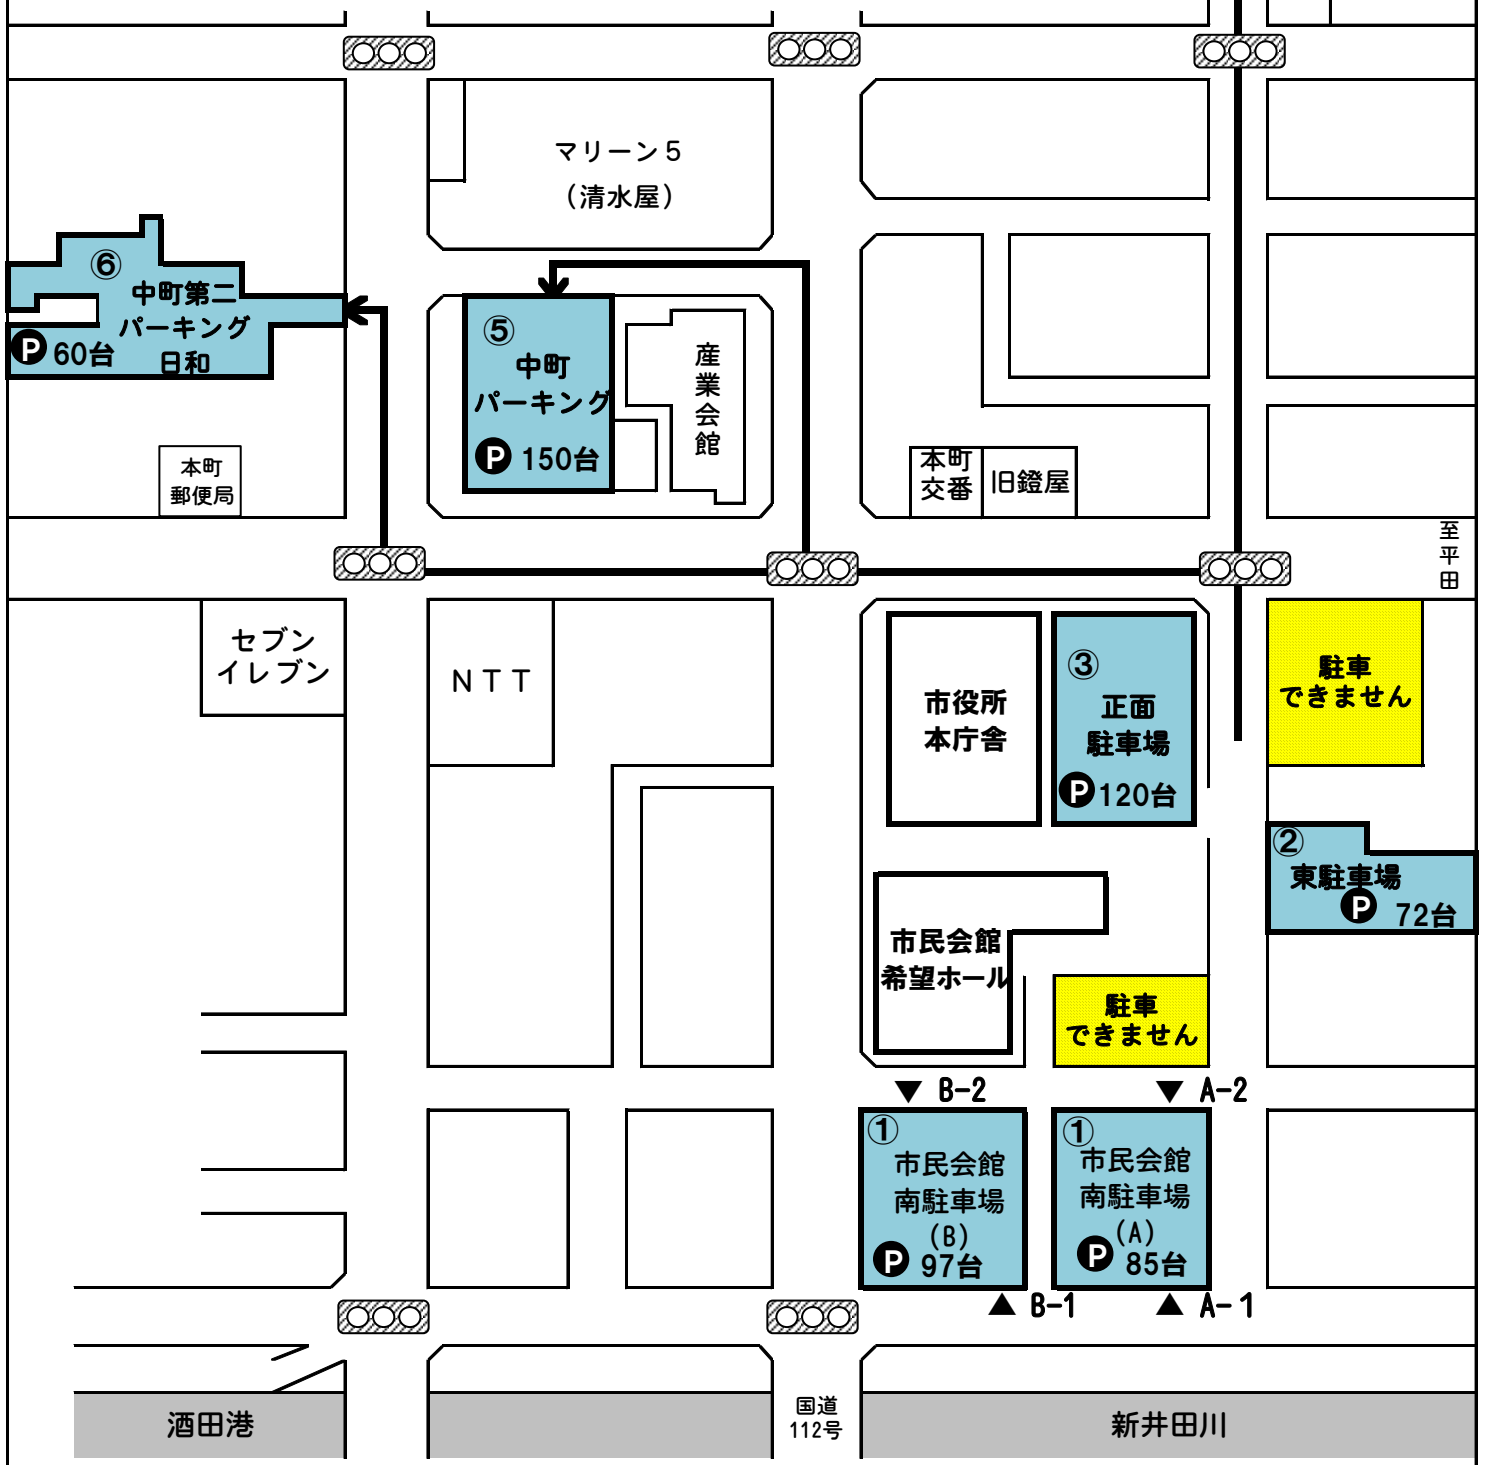 マリーン５
（清水屋）
⑥
中町第二
パーキング
日和
P 60台
⑤
中町
パーキング
P 150台
産業会館
本町
郵便局
本町
交番
旧鐙屋
至平田
セブン
イレブン
ＮＴＴ
市役所
本庁舎
③
正面
駐車場
P 120台
駐車
できません
②
東駐車場
P 72台
市民会館
希望ホール
駐車
できません
B-2
A-2
①
市民会館
南駐車場
(B)
P 97台
①
市民会館
南駐車場
(A)
P 85台
B-1
A-1
酒田港
国道
112号
新井田川